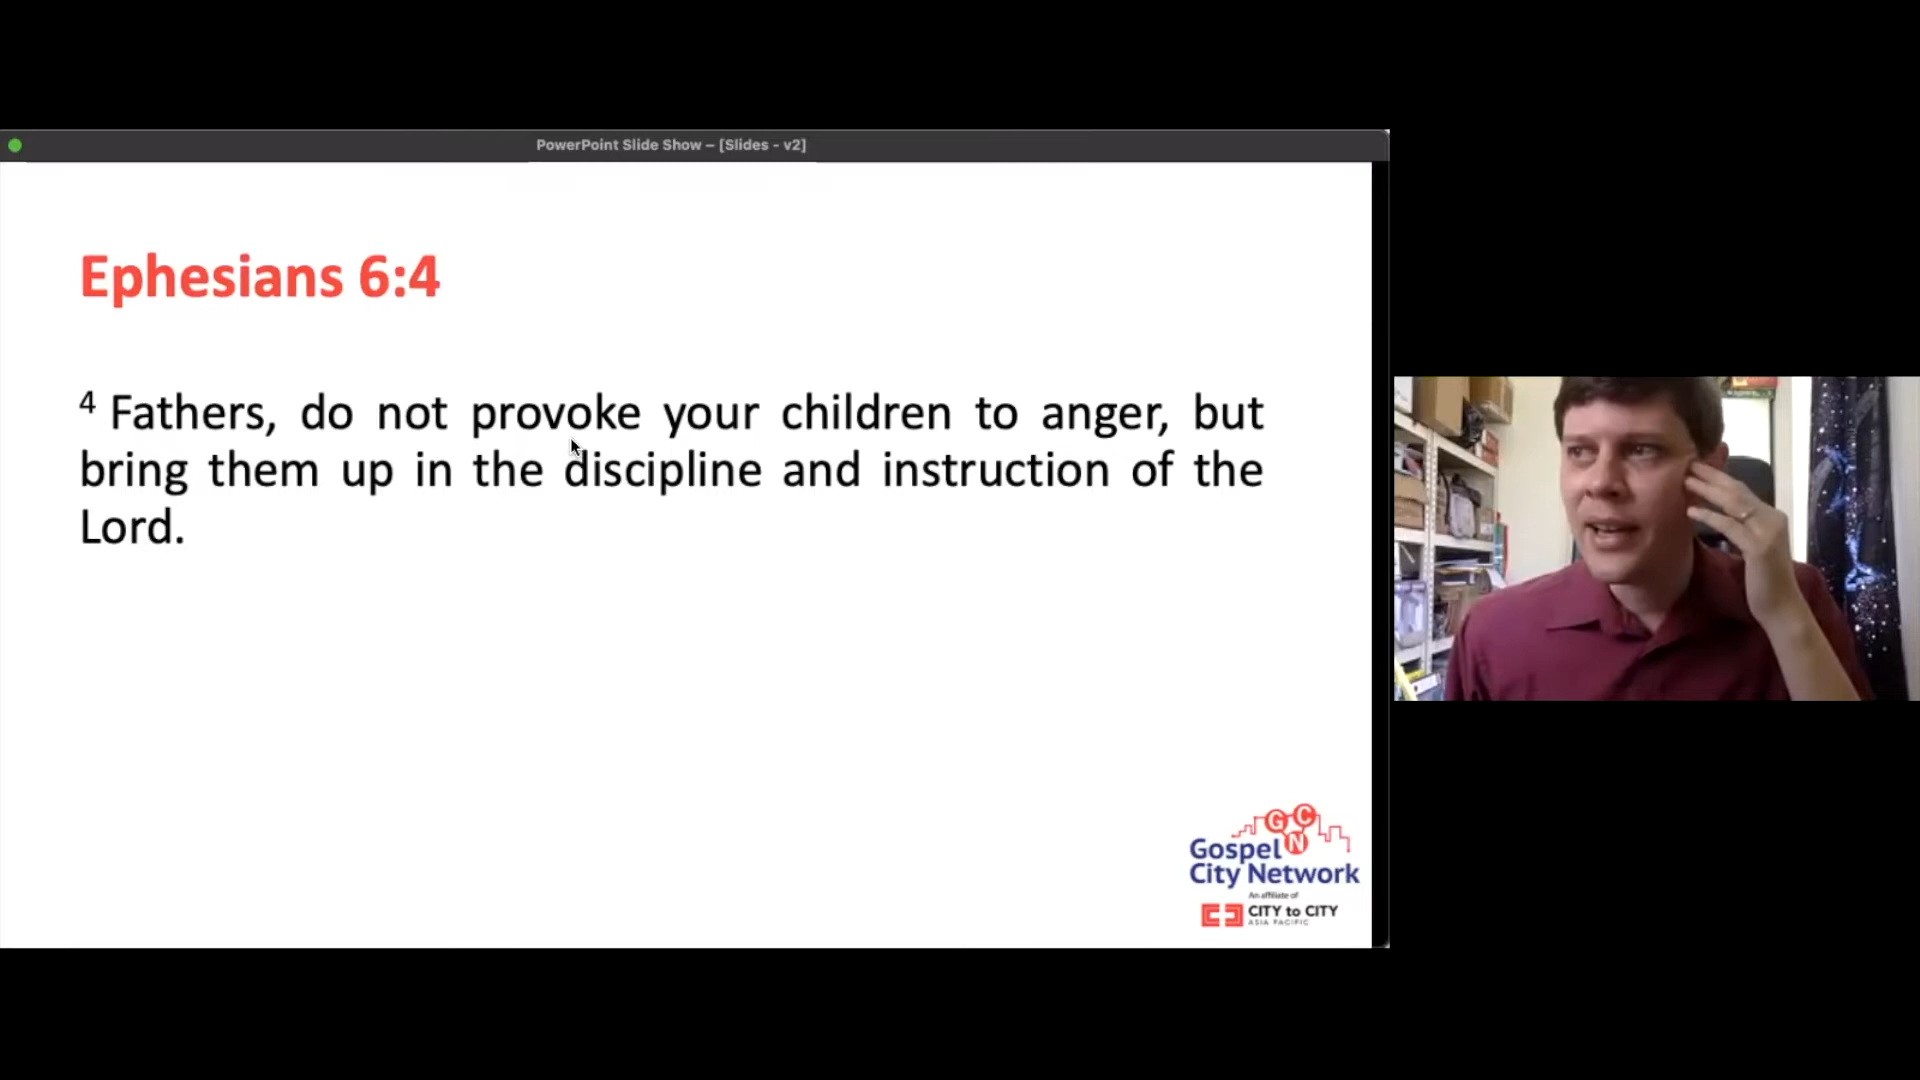 PowerPoint Slide Show – [Slides - v2]
Ephesians 6:4
4 Fathers, do not provoke your children to anger, but
bring them up in the discipline and instruction of the
Lord.
G C
N
Gospel
City Network
An affiliate of
CITY to CITY
ASIA PACIFIC